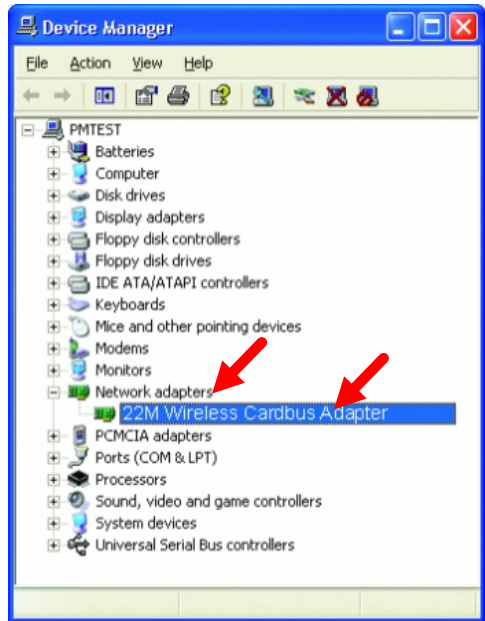 Device Manager
File Action View Help
PMTEST
Batteries
Computer
Disk drives
Display adapters
Floppy disk controllers
Floppy disk drives
IDE ATA/ATAPI controllers
Keyboards
Mice and other pointing devices
Modems
Monitors
Network adapters
22M Wireless Cardbus Adapter
PCMCIA adapters
Ports (COM & LPT)
Processors
Sound, video and game controllers
System devices
Universal Serial Bus controllers